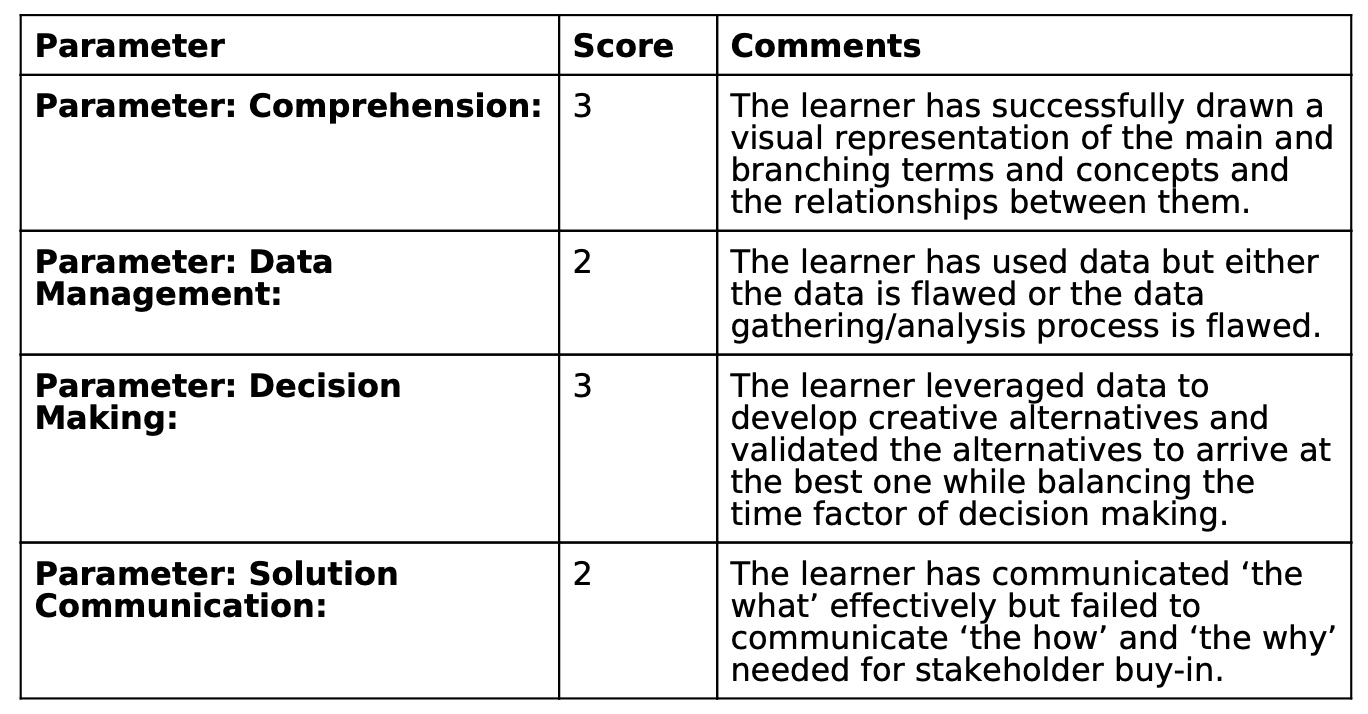 Parameter Score Comments
Parameter: Comprehension: 3 The learner has successfully drawn a
visual representation of the main and
branching terms and concepts and
the relationships between them.
Parameter: Data
Management:
2
The learner has used data but either
the data is flawed or the data
gathering/analysis process is flawed.
Parameter: Decision
Making:
3
The learner leveraged data to
develop creative alternatives and
validated the alternatives to arrive at
the best one while balancing the
time factor of decision making.
Parameter: Solution
Communication:
2
The learner has communicated ‘the
what’ effectively but failed to
communicate ‘the how’ and ‘the why’
needed for stakeholder buy-in.